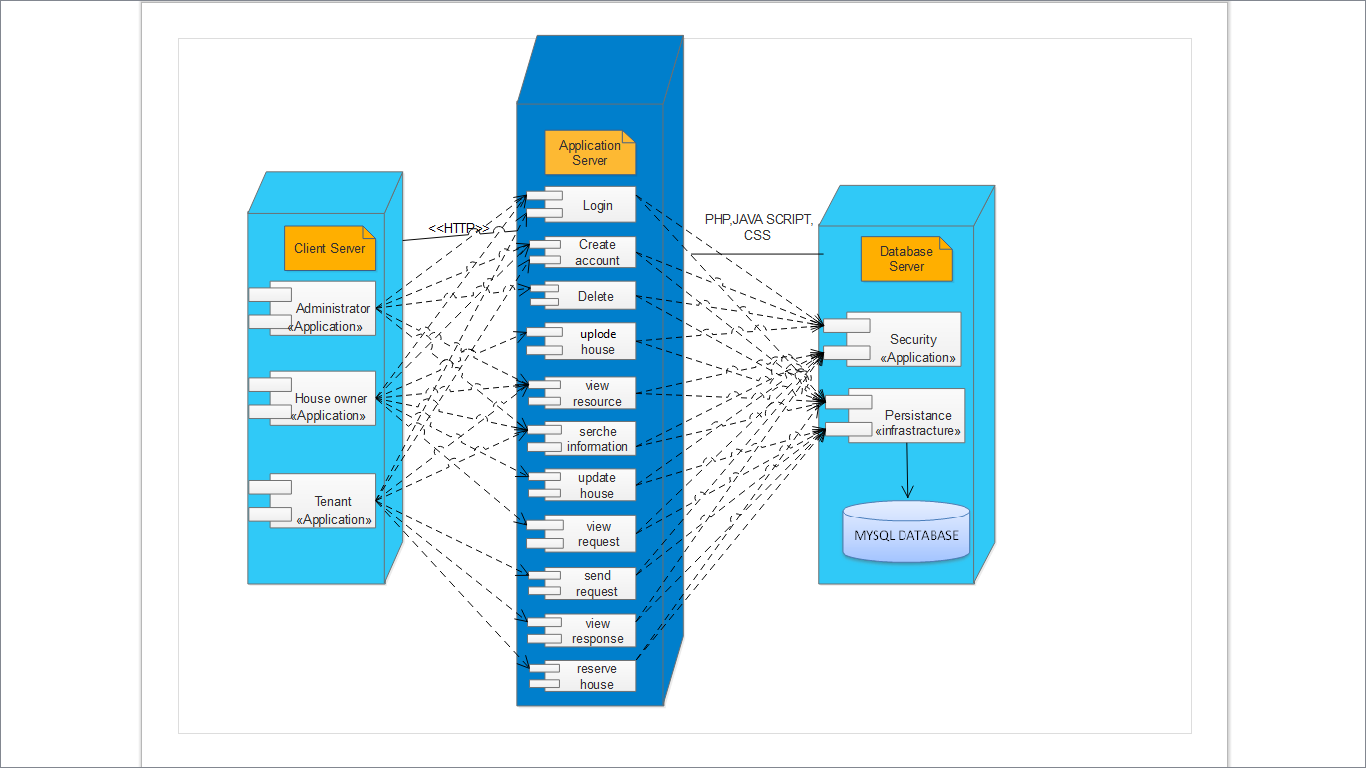 Client Server
Administrator
«Application»
House owner
«Application»
Tenant
«Application»
<<HTTP>>
Application
Server
Login
Create
account
Delete
uplode
house
view
resource
serche
information
update
house
view
request
send
request
view
response
reserve
house
PHP,JAVA SCRIPT,
CSS
Database
Server
Security
«Application»
Persistance
«infrastracture»
MYSQL DATABASE